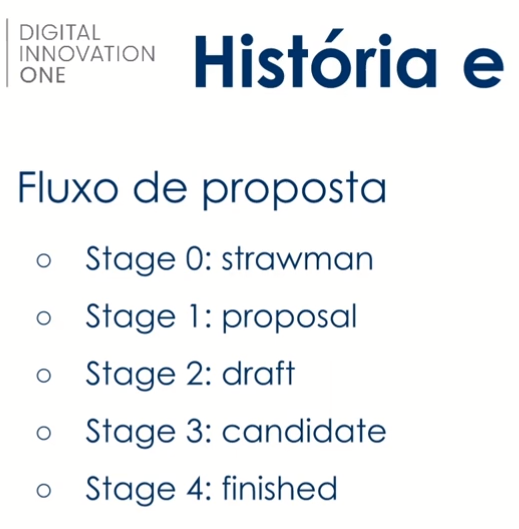 DIGITAL
INNOVATION
ONE
História e
Fluxo de proposta
Stage 0: strawman
Stage 1: proposal
Stage 2: draft
Stage 3: candidate
Stage 4: finished